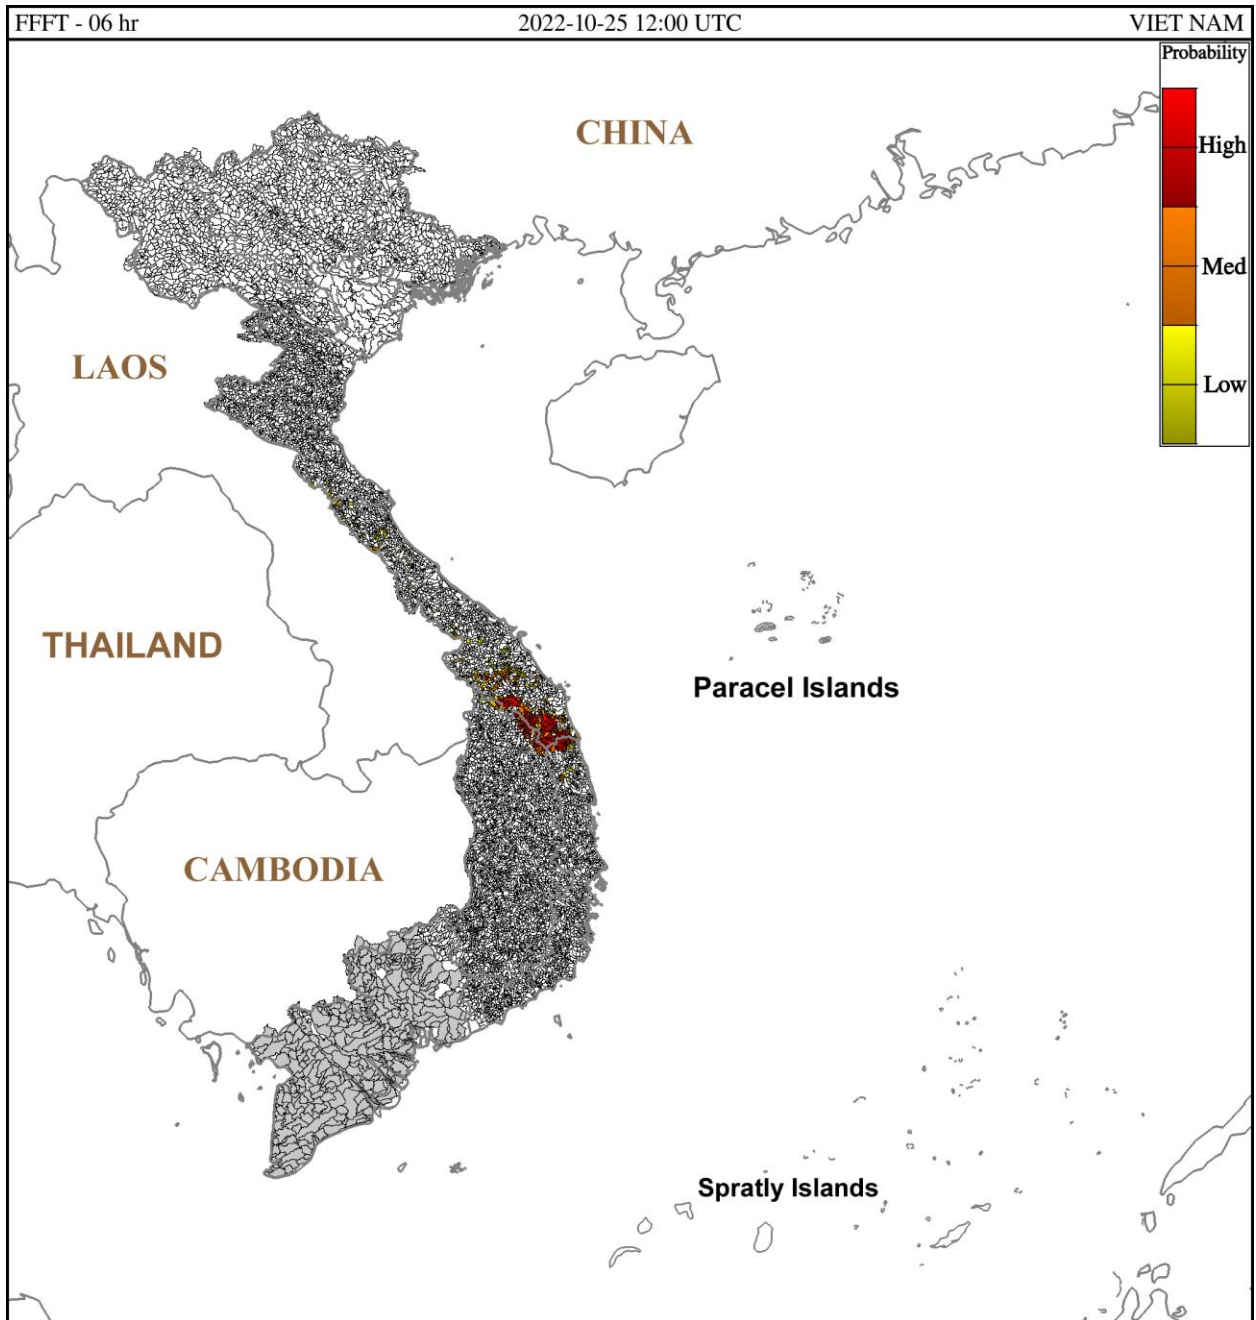 FFFT - 06 hr 2022-10-25 12:00 UTC VIET NAM
Probability
CHINA
High
Med
LAOS
Low
THAILAND
Paracel Islands
CAMBODIA
Spratly Islands